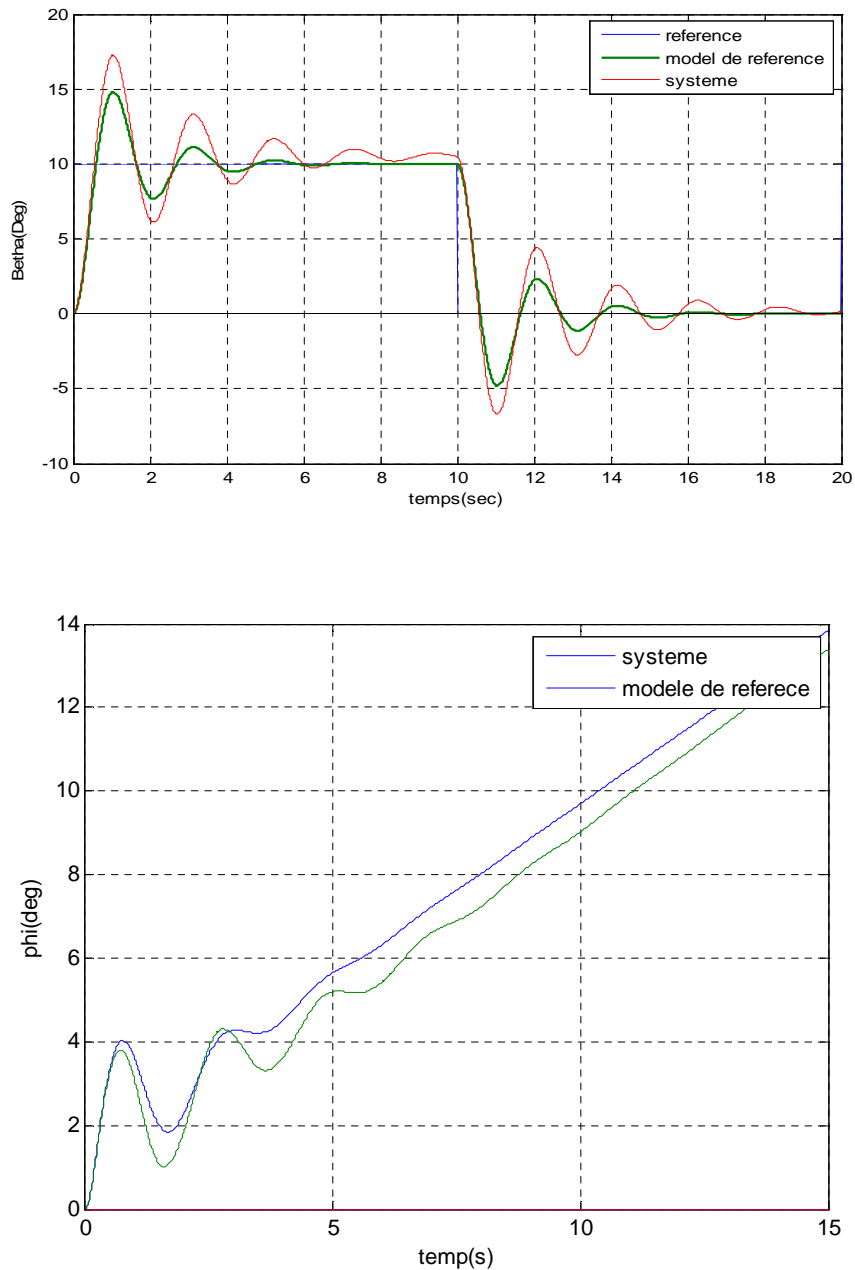 20
15
10
5
0
-5
-10
Betha(Deg)
reference
model de reference
systeme
0 2 4 6 8 10 12 14 16 18 20
temps(sec)
14
12
10
8
6
4
2
0
phi(deg)
systeme
modele de referece
0 5 10 15
temp(s)